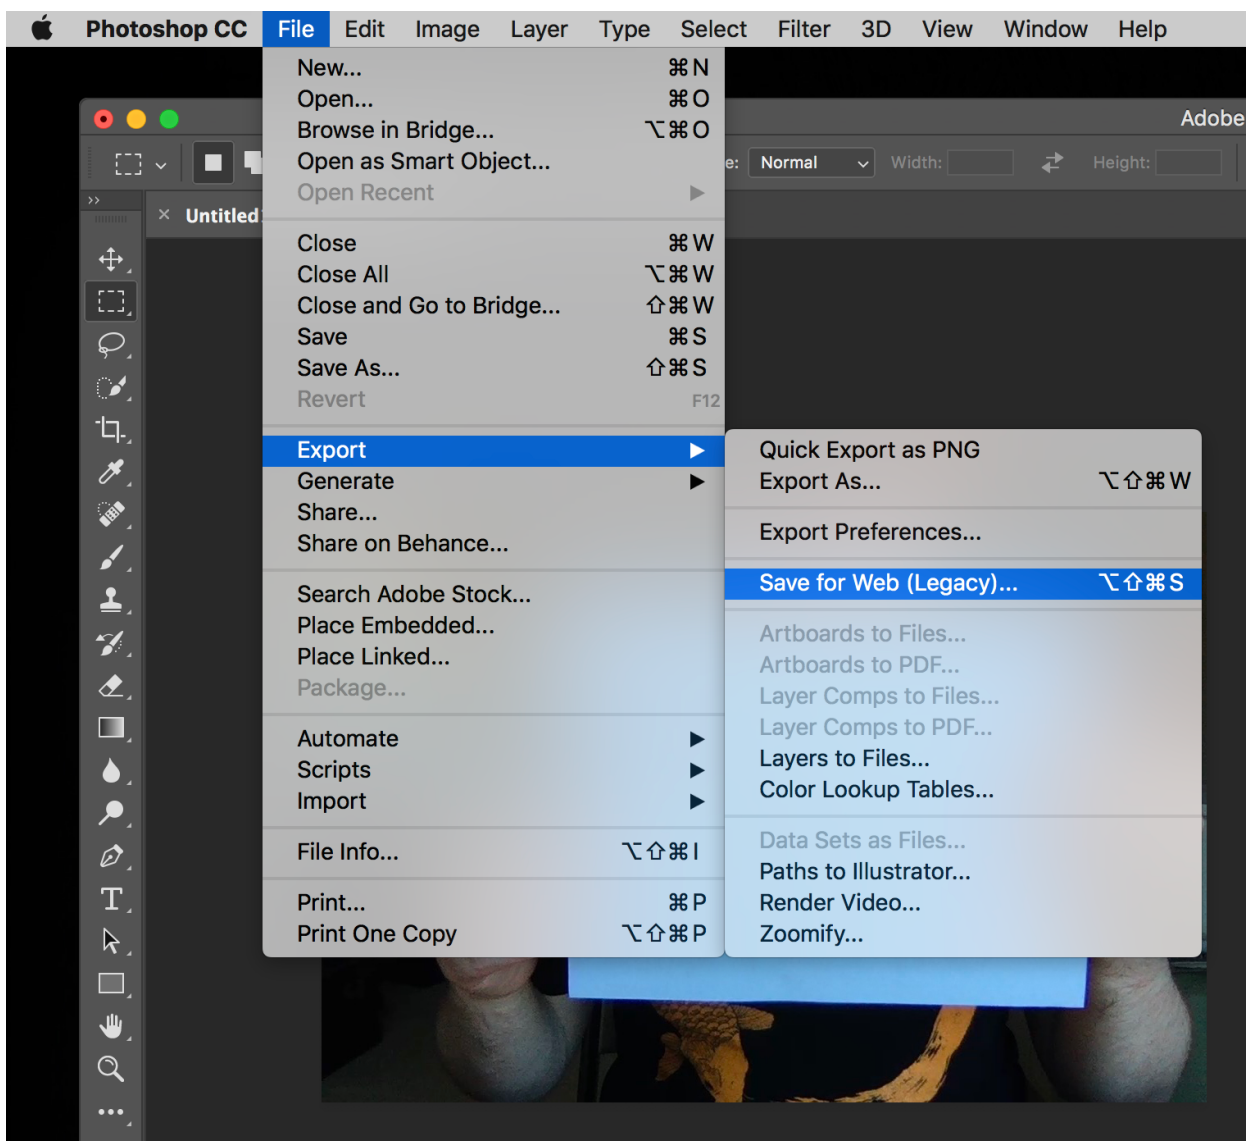 Photoshop CC File Edit Image Layer Type Select Filter 3D View Window Help
New... ⌘N
Open... ⌘O
Browse in Bridge... ⌥⌘O
Open as Smart Object...
Open Recent ▶
Close ⌘W
Close All ⌥⌘W
Close and Go to Bridge... ⇧⌘W
Save ⌘S
Save As... ⇧⌘S
Revert F12
Export ▶
Generate ▶
Share...
Share on Behance...
Search Adobe Stock...
Place Embedded...
Place Linked...
Package...
Automate ▶
Scripts ▶
Import ▶
File Info... ⌥⇧⌘I
Print... ⌘P
Print One Copy ⌥⇧⌘P
Quick Export as PNG
Export As... ⌥⇧⌘W
Export Preferences...
Save for Web (Legacy)... ⌥⇧⌘S
Artboards to Files...
Artboards to PDF...
Layer Comps to Files...
Layer Comps to PDF...
Layers to Files...
Color Lookup Tables...
Data Sets as Files...
Paths to Illustrator...
Render Video...
Zoomify...
Adobe
e: Normal Width: Height:
Untitled